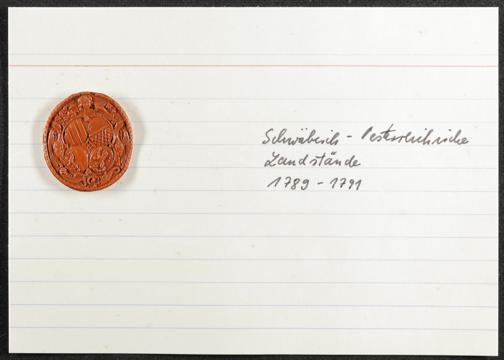 Schwäbisch - Oesterreichische
Landstände
1789 - 1791